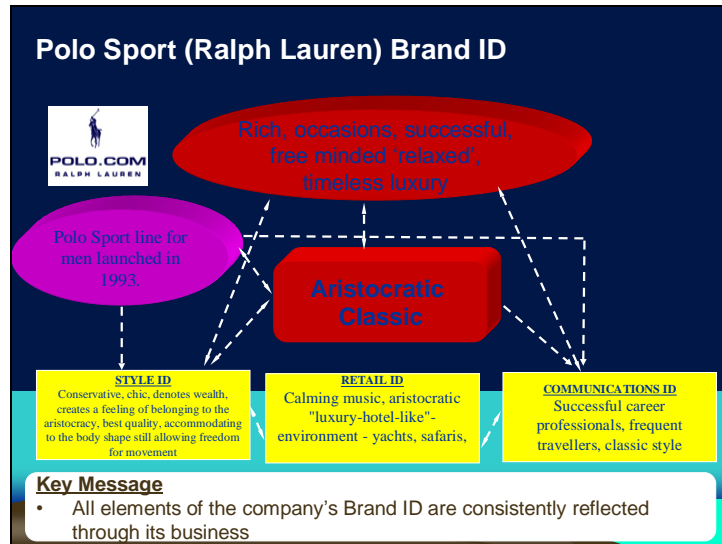 Polo Sport (Ralph Lauren) Brand ID
POLO.COM
RALPH LAUREN
Rich, occasions, successful,
free minded ‘relaxed’,
timeless luxury
Polo Sport line for
men launched in
1993.
Aristocratic
Classic
STYLE ID
Conservative, chic, denotes wealth,
creates a feeling of belonging to the
aristocracy, best quality, accommodating
to the body shape still allowing freedom
for movement
RETAIL ID
Calming music, aristocratic
"luxury-hotel-like"-
environment - yachts, safaris,
COMMUNICATIONS ID
Successful career
professionals, frequent
travellers, classic style
Key Message
• All elements of the company’s Brand ID are consistently reflected
through its business